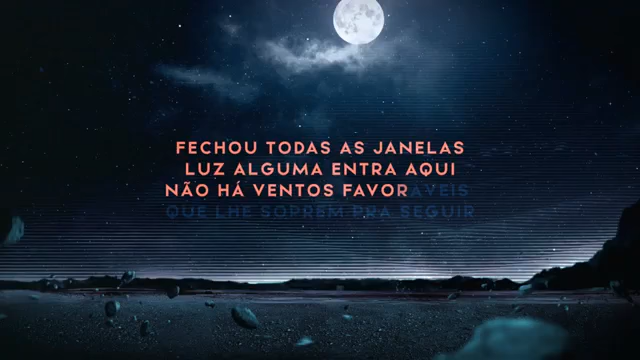 FECHOU TODAS AS JANELAS
LUZ ALGUMA ENTRA AQUI
NÃO HÁ VENTOS FAVORÁVEIS
QUE LHE SOPREM PRA SEGUIR